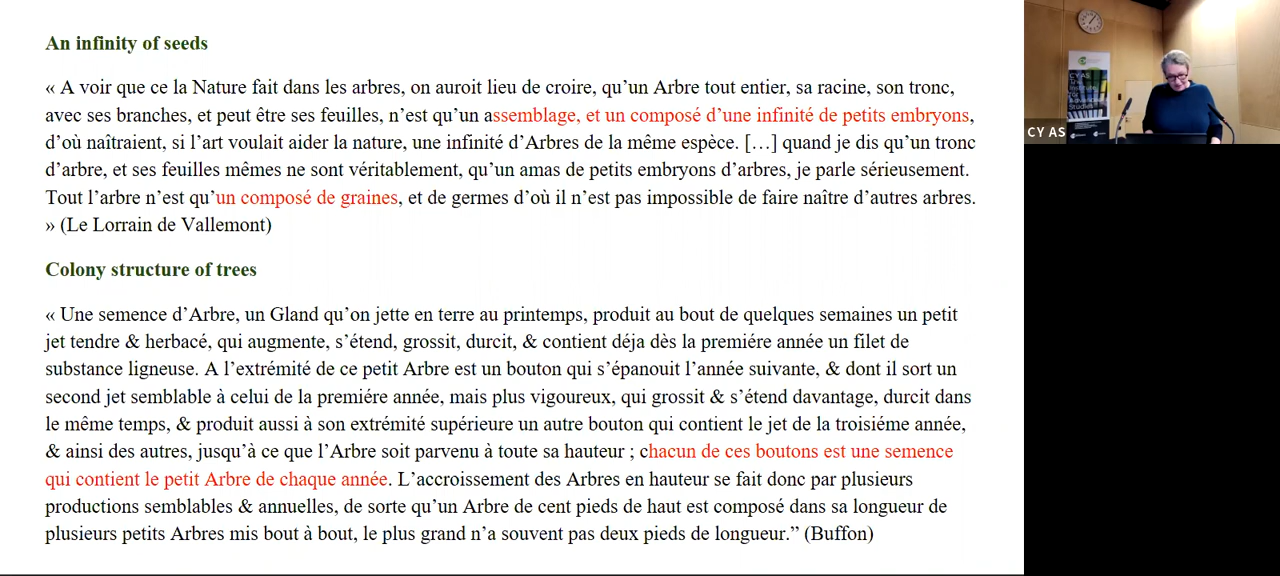 An infinity of seeds
« A voir que ce la Nature fait dans les arbres, on auroit lieu de croire, qu’un Arbre tout entier, sa racine, son tronc,
avec ses branches, et peut être ses feuilles, n’est qu’un assemblage, et un composé d’une infinité de petits embryons,
d’où naîtraient, si l’art voulait aider la nature, une infinité d’Arbres de la même espèce. […] quand je dis qu’un tronc
d’arbre, et ses feuilles mêmes ne sont véritablement, qu’un amas de petits embryons d’arbres, je parle sérieusement.
Tout l’arbre n’est qu’un composé de graines, et de germes d’où il n’est pas impossible de faire naître d’autres arbres.
» (Le Lorrain de Vallemont)
Colony structure of trees
« Une semence d’Arbre, un Gland qu’on jette en terre au printemps, produit au bout de quelques semaines un petit
jet tendre & herbacé, qui augmente, s’étend, grossit, durcit, & contient déja dès la premiére année un filet de
substance ligneuse. A l’extrémité de ce petit Arbre est un bouton qui s’épanouit l’année suivante, & dont il sort un
second jet semblable à celui de la premiére année, mais plus vigoureux, qui grossit & s’étend davantage, durcit dans
le même temps, & produit aussi à son extrémité supérieure un autre bouton qui contient le jet de la troisiéme année,
& ainsi des autres, jusqu’à ce que l’Arbre soit parvenu à toute sa hauteur ; chacun de ces boutons est une semence
qui contient le petit Arbre de chaque année. L’accroissement des Arbres en hauteur se fait donc par plusieurs
productions semblables & annuelles, de sorte qu’un Arbre de cent pieds de haut est composé dans sa longueur de
plusieurs petits Arbres mis bout à bout, le plus grand n’a souvent pas deux pieds de longueur.” (Buffon)
CY AS
CY AS
Institute
Studies